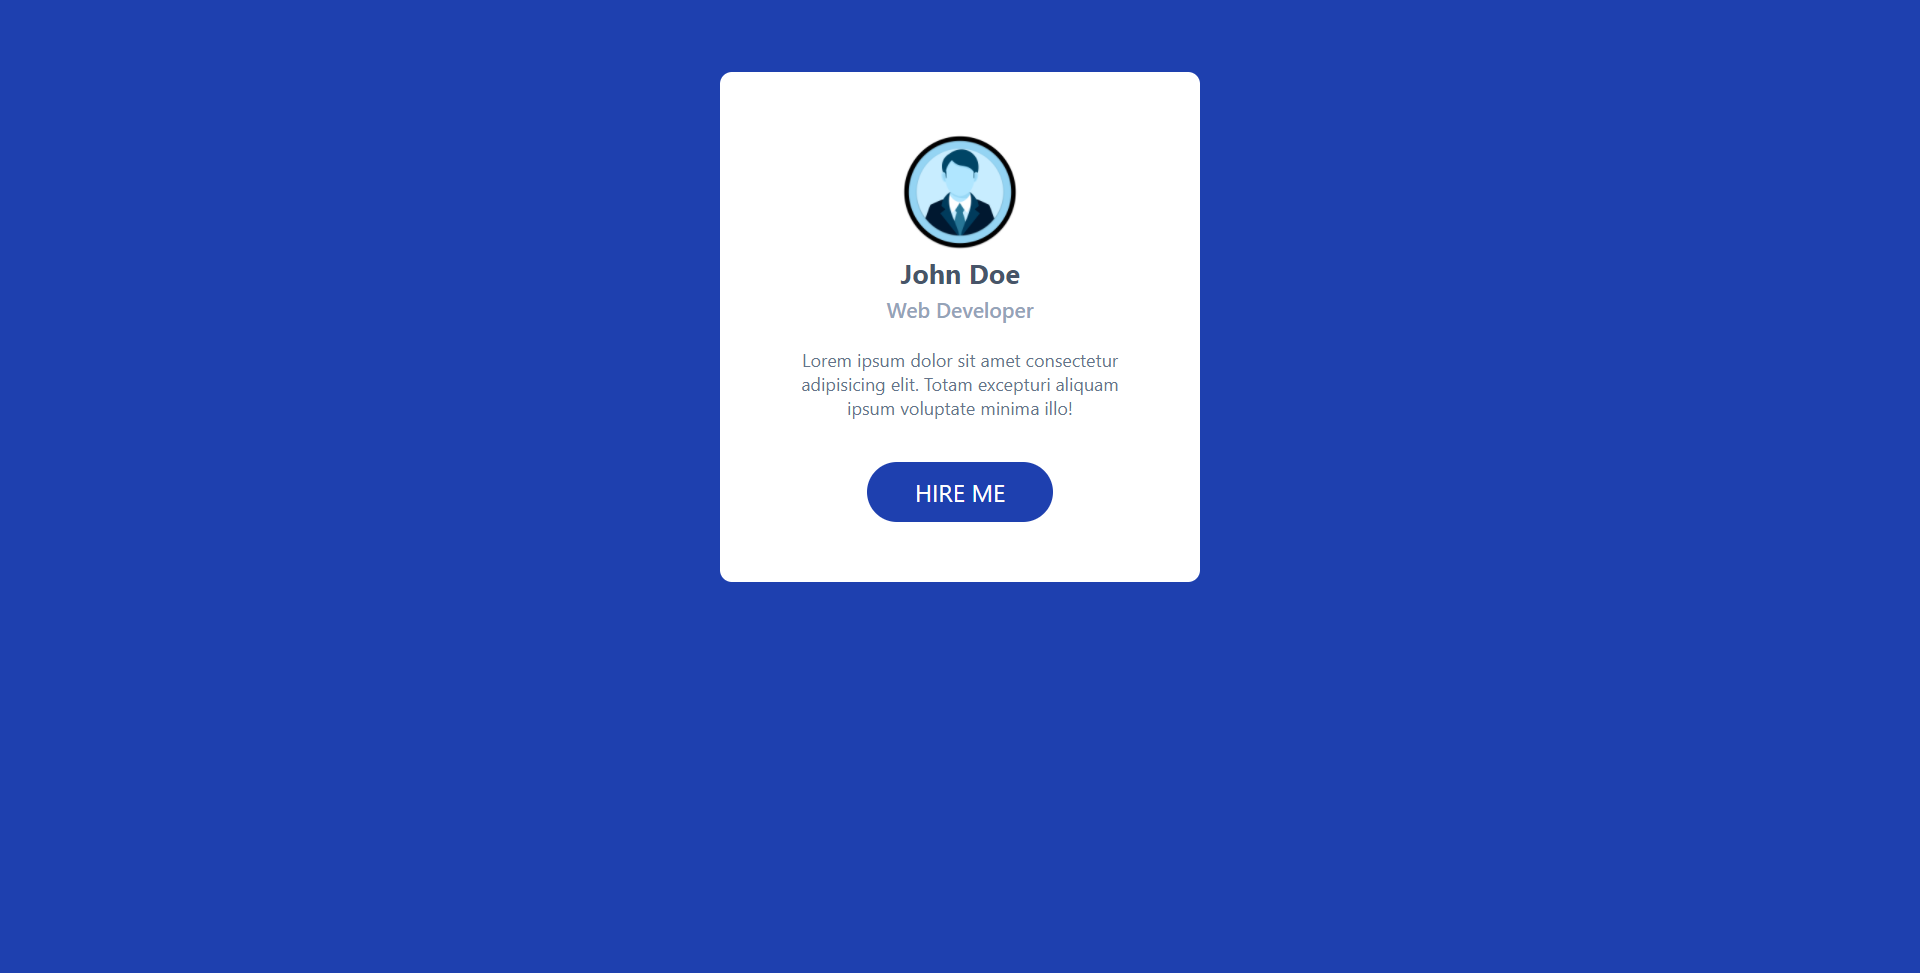 John Doe
Web Developer
Lorem ipsum dolor sit amet consectetur
adipisicing elit. Totam excepturi aliquam
ipsum voluptate minima illo!
HIRE ME